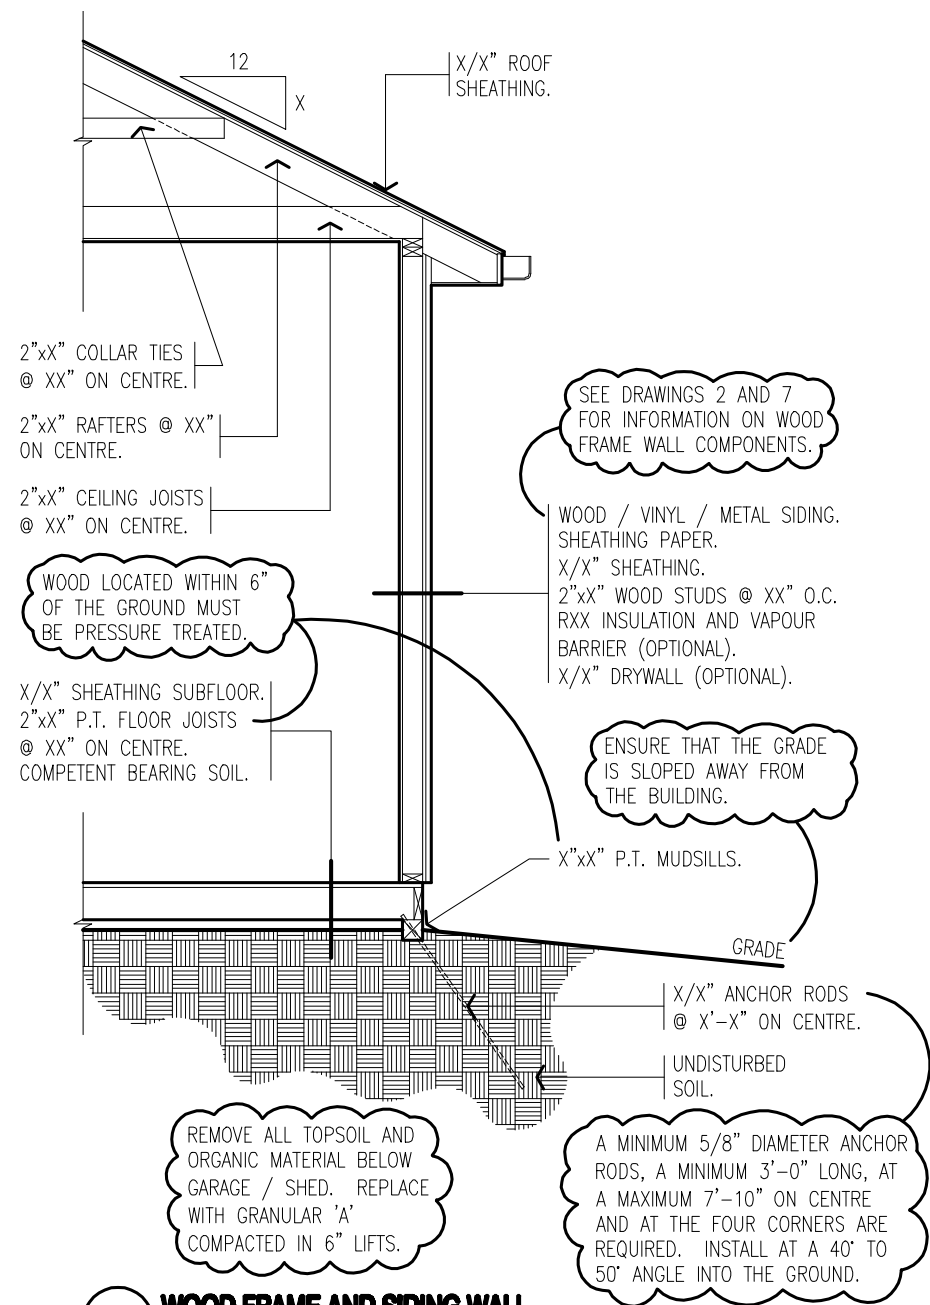 12
X
X/X" ROOF
SHEATHING.
2"xX" COLLAR TIES
@ XX" ON CENTRE.
2"xX" RAFTERS @ XX"
ON CENTRE.
2"xX" CEILING JOISTS
@ XX" ON CENTRE.
SEE DRAWINGS 2 AND 7
FOR INFORMATION ON WOOD
FRAME WALL COMPONENTS.
WOOD / VINYL / METAL SIDING.
SHEATHING PAPER.
X/X" SHEATHING.
2"xX" WOOD STUDS @ XX" O.C.
RXX INSULATION AND VAPOUR
BARRIER (OPTIONAL).
X/X" DRYWALL (OPTIONAL).
WOOD LOCATED WITHIN 6"
OF THE GROUND MUST
BE PRESSURE TREATED.
X/X" SHEATHING SUBFLOOR.
2"xX" P.T. FLOOR JOISTS
@ XX" ON CENTRE.
COMPETENT BEARING SOIL.
ENSURE THAT THE GRADE
IS SLOPED AWAY FROM
THE BUILDING.
X"xX" P.T. MUDSILLS.
GRADE
X/X" ANCHOR RODS
@ X'-X" ON CENTRE.
UNDISTURBED
SOIL.
REMOVE ALL TOPSOIL AND
ORGANIC MATERIAL BELOW
GARAGE / SHED. REPLACE
WITH GRANULAR 'A'
COMPACTED IN 6" LIFTS.
A MINIMUM 5/8" DIAMETER ANCHOR
RODS, A MINIMUM 3'-0" LONG, AT
A MAXIMUM 7'-10" ON CENTRE
AND AT THE FOUR CORNERS ARE
REQUIRED. INSTALL AT A 40° TO
50° ANGLE INTO THE GROUND.
WOOD FRAME AND SIDING WALL